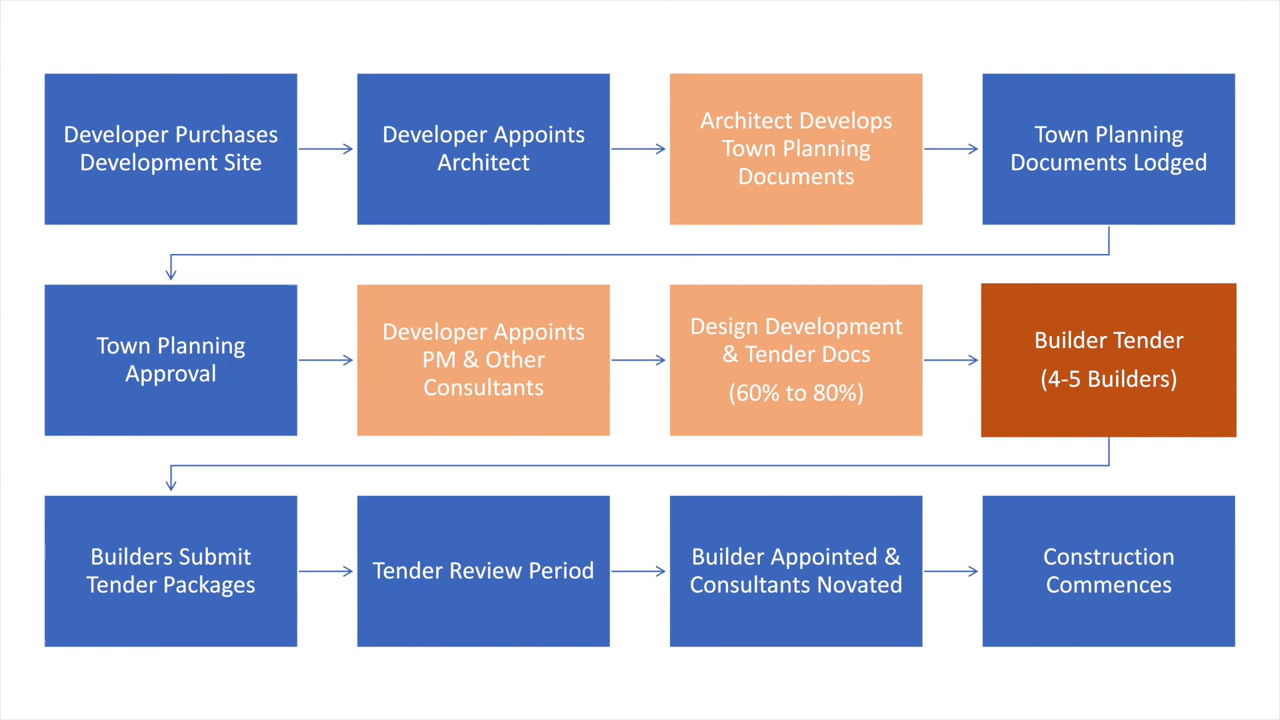 Developer Purchases
Development Site
Developer Appoints
Architect
Architect Develops
Town Planning
Documents
Town Planning
Documents Lodged
Town Planning
Approval
Developer Appoints
PM & Other
Consultants
Design Development
& Tender Docs
(60% to 80%)
Builder Tender
(4-5 Builders)
Builders Submit
Tender Packages
Tender Review Period
Builder Appointed &
Consultants Novated
Construction
Commences